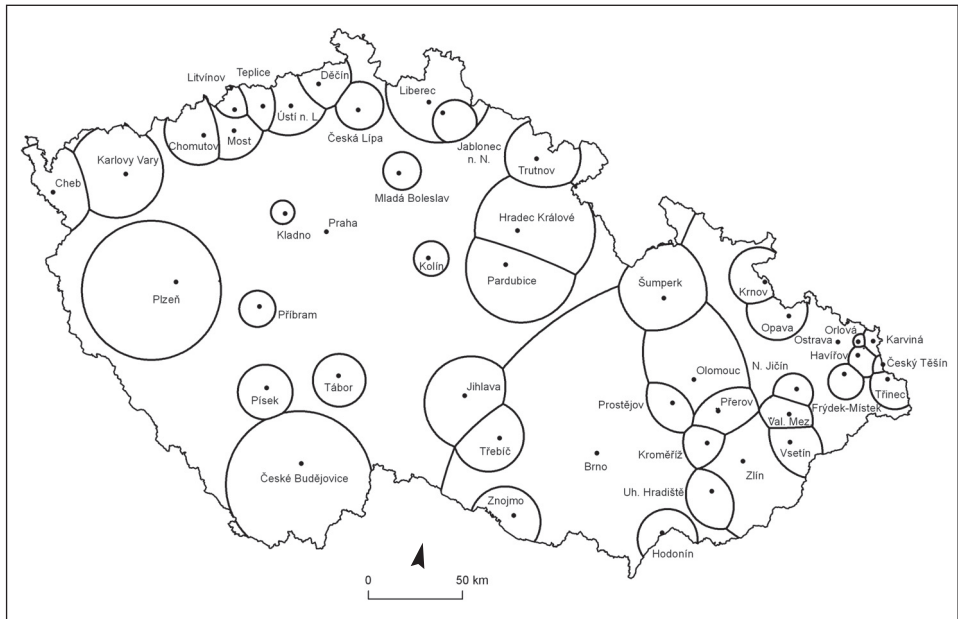 Litvínov
Teplice
Děčín
Ústí n. L.
Liberec
Chomutov
Most
Česká Lípa
Jablonec
n. N.
Karlovy Vary
Cheb
Trutnov
Mladá Boleslav
Kladno
Praha
Hradec Králové
Kolín
Pardubice
Plzeň
Příbram
Šumperk
Krnov
Opava
Orlová
Ostrava
Karviná
Havířov
Český Těšín
N. Jičín
Třinec
Frýdek-Místek
Olomouc
Písek
Tábor
Jihlava
Prostějov
Přerov
Val. Mez.
Třebíč
Kroměříž
Vsetín
Brno
Zlín
České Budějovice
Uh. Hradiště
Znojmo
Hodonín
0
50 km